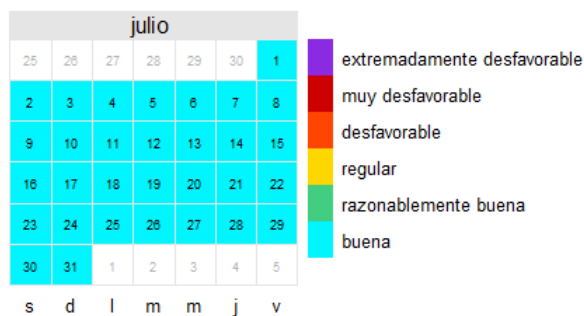 julio
25 26 27 28 29 30 1
2 3 4 5 6 7 8
9 10 11 12 13 14 15
16 17 18 19 20 21 22
23 24 25 26 27 28 29
30 31 1 2 3 4 5
s d l m m j v
extremadamente desfavorable
muy desfavorable
desfavorable
regular
razonablemente buena
buena